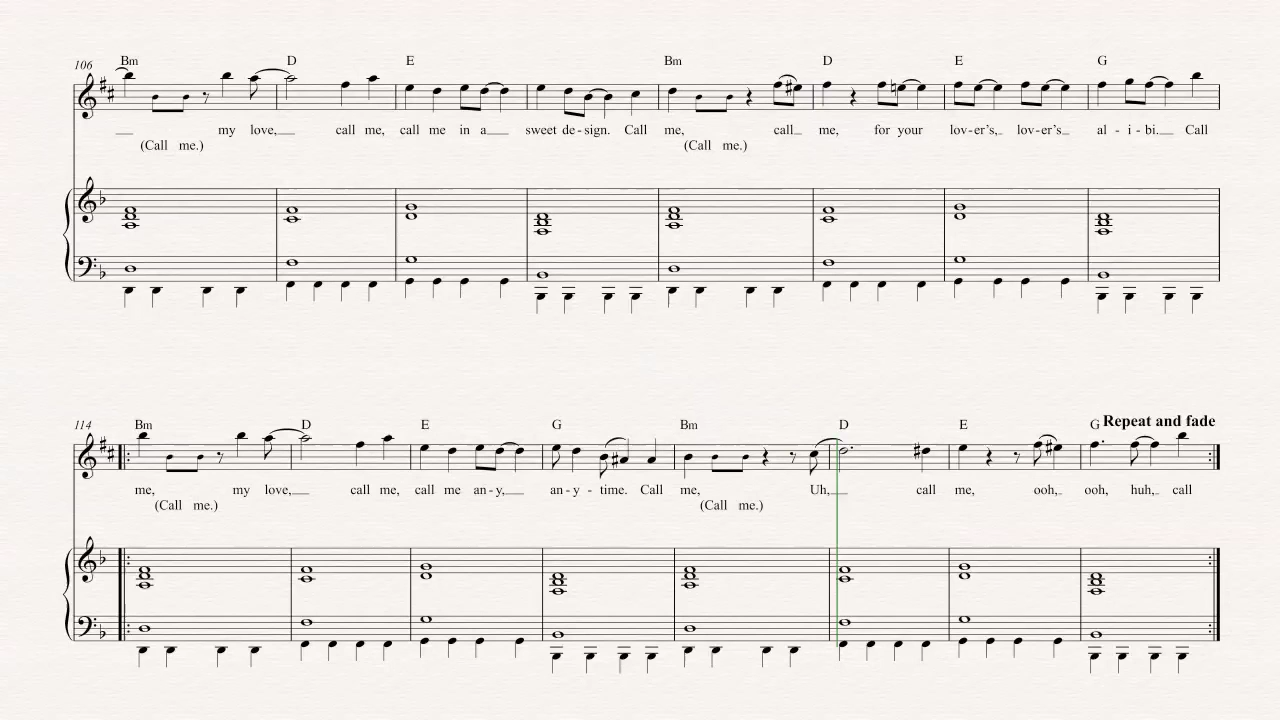 106 Bm D E Bm D E G
my love, call me, call me in a sweet de - sign. Call me, call me, for your lov - er's, lov - er's al - i - bi. Call
(Call me.) (Call me.)
Repeat and fade
114 Bm D E G Bm D E G
me, my love, call me, call me an - y, an - y - time. Call me, Uh, call me, ooh, ooh, huh, call
(Call me.) (Call me.)